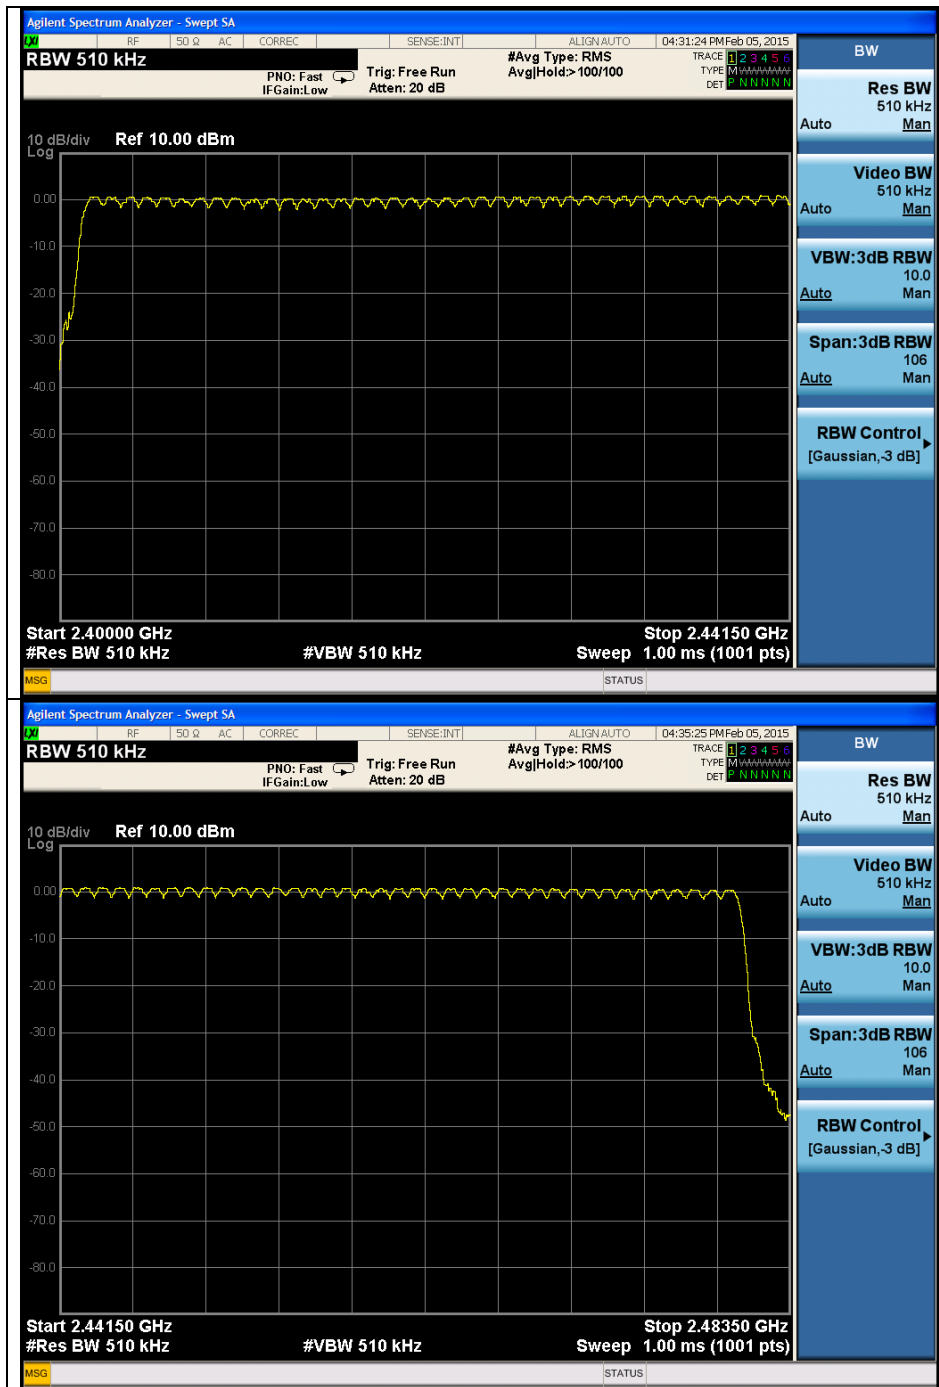 Agilent Spectrum Analyzer - Swept SA
LXI RF 50 Ω AC CORREC SENSE:INT ALIGN AUTO 04:31:24 PM Feb 05, 2015
RBW 510 kHz
PNO: Fast
IFGain:Low
Trig: Free Run
Atten: 20 dB
#Avg Type: RMS
Avg|Hold:>100/100
TRACE 1 2 3 4 5 6
TYPE M WWWWW
DET P N N N N N
10 dB/div Ref 10.00 dBm
Log
0.00
-10.0
-20.0
-30.0
-40.0
-50.0
-60.0
-70.0
-80.0
Start 2.40000 GHz Stop 2.44150 GHz
#Res BW 510 kHz #VBW 510 kHz Sweep 1.00 ms (1001 pts)
MSG STATUS
BW
Res BW
510 kHz
Auto Man
Video BW
510 kHz
Auto Man
VBW:3dB RBW
10.0
Auto Man
Span:3dB RBW
106
Auto Man
RBW Control
[Gaussian,-3 dB]
Agilent Spectrum Analyzer - Swept SA
LXI RF 50 Ω AC CORREC SENSE:INT ALIGN AUTO 04:35:25 PM Feb 05, 2015
RBW 510 kHz
PNO: Fast
IFGain:Low
Trig: Free Run
Atten: 20 dB
#Avg Type: RMS
Avg|Hold:>100/100
TRACE 1 2 3 4 5 6
TYPE M WWWWW
DET P N N N N N
10 dB/div Ref 10.00 dBm
Log
0.00
-10.0
-20.0
-30.0
-40.0
-50.0
-60.0
-70.0
-80.0
Start 2.44150 GHz Stop 2.48350 GHz
#Res BW 510 kHz #VBW 510 kHz Sweep 1.00 ms (1001 pts)
MSG STATUS
BW
Res BW
510 kHz
Auto Man
Video BW
510 kHz
Auto Man
VBW:3dB RBW
10.0
Auto Man
Span:3dB RBW
106
Auto Man
RBW Control
[Gaussian,-3 dB]